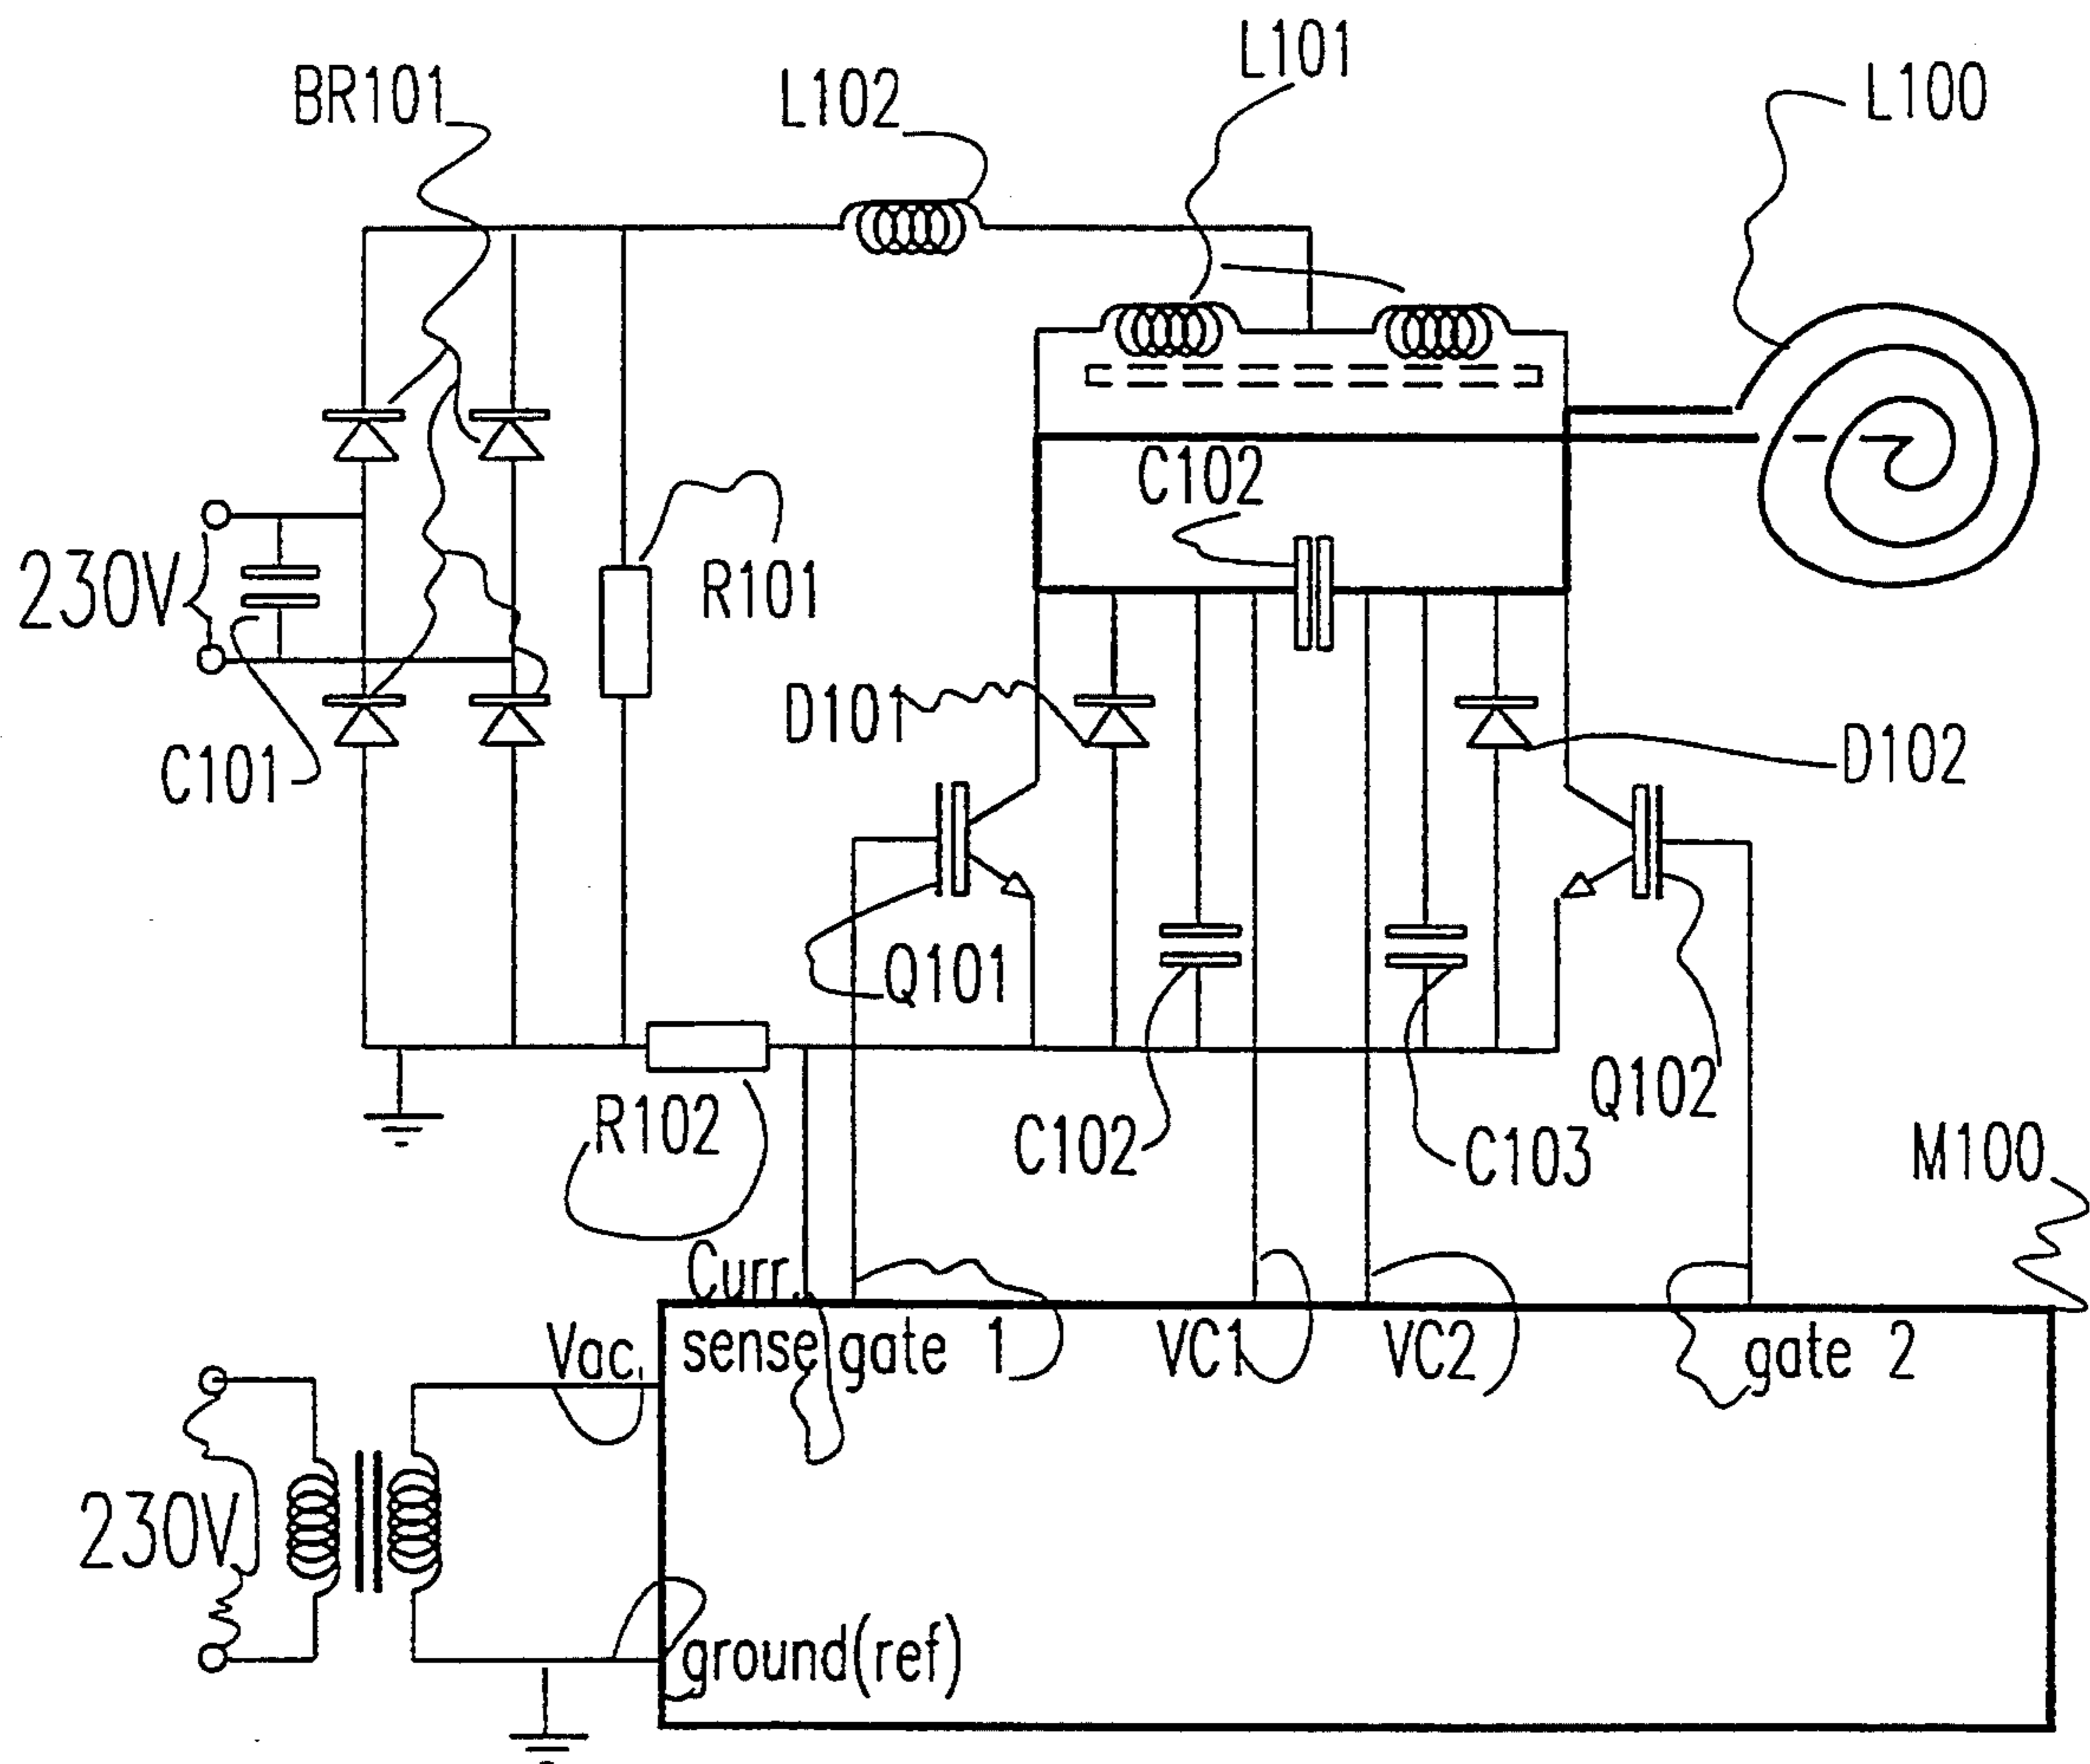 L101
BR101
L102
L100
C102
230V
R101
D101
D102
C101
Q101
Q102
R102
C102
C103
M100
Curr.
sense
gate 1
VC1
VC2
gate 2
Vac.
230V
ground(ref)